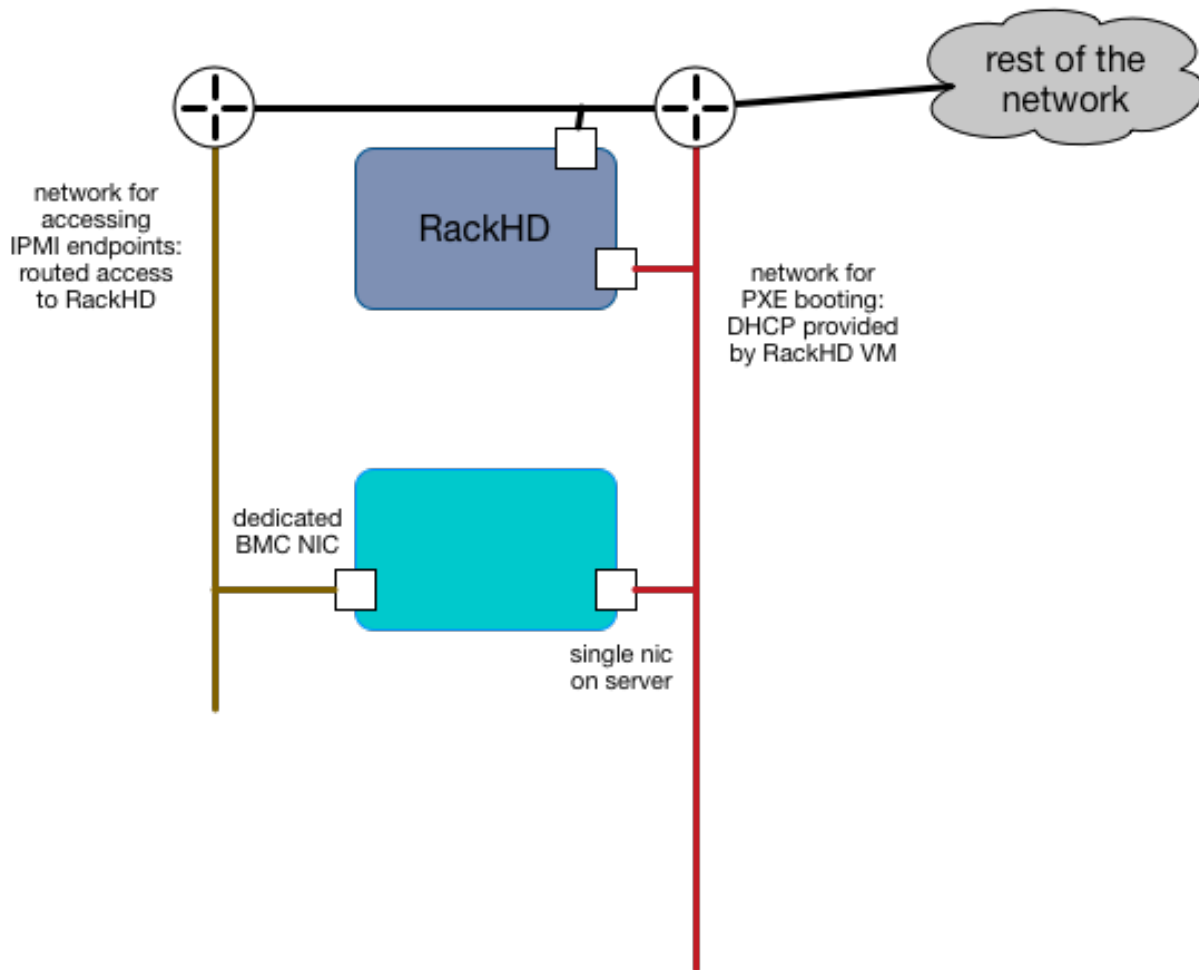 rest of the
network
network for
accessing
IPMI endpoints:
routed access
to RackHD
RackHD
network for
PXE booting:
DHCP provided
by RackHD VM
dedicated
BMC NIC
single nic
on server